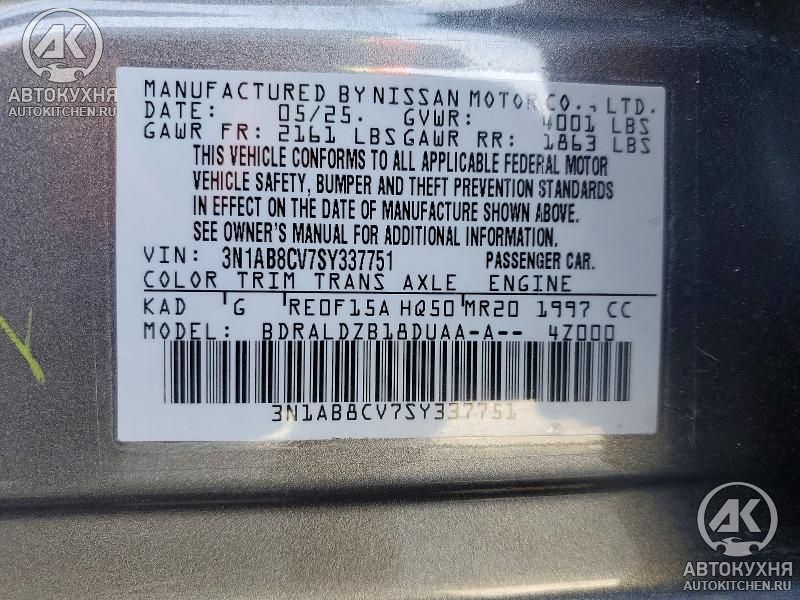 АК
АВТОКУХНЯ
AUTOKITCHEN.RU
MANUFACTURED BY NISSAN MOTOR CO., LTD.
DATE: 05/25. GVWR: 4001 LBS
GAWR FR: 2161 LBS GAWR RR: 1863 LBS
THIS VEHICLE CONFORMS TO ALL APPLICABLE FEDERAL MOTOR
VEHICLE SAFETY, BUMPER AND THEFT PREVENTION STANDARDS
IN EFFECT ON THE DATE OF MANUFACTURE SHOWN ABOVE.
SEE OWNER'S MANUAL FOR ADDITIONAL INFORMATION.
VIN: 3N1AB8CV7SY337751 PASSENGER CAR.
COLOR TRIM TRANS AXLE ENGINE
KAD G RE0F15A HQ50 MR20 1997 CC
MODEL: BDRALDZB18DUAA-A-- 4Z000
3N1AB8CV7SY337751
АК
АВТОКУХНЯ
AUTOKITCHEN.RU